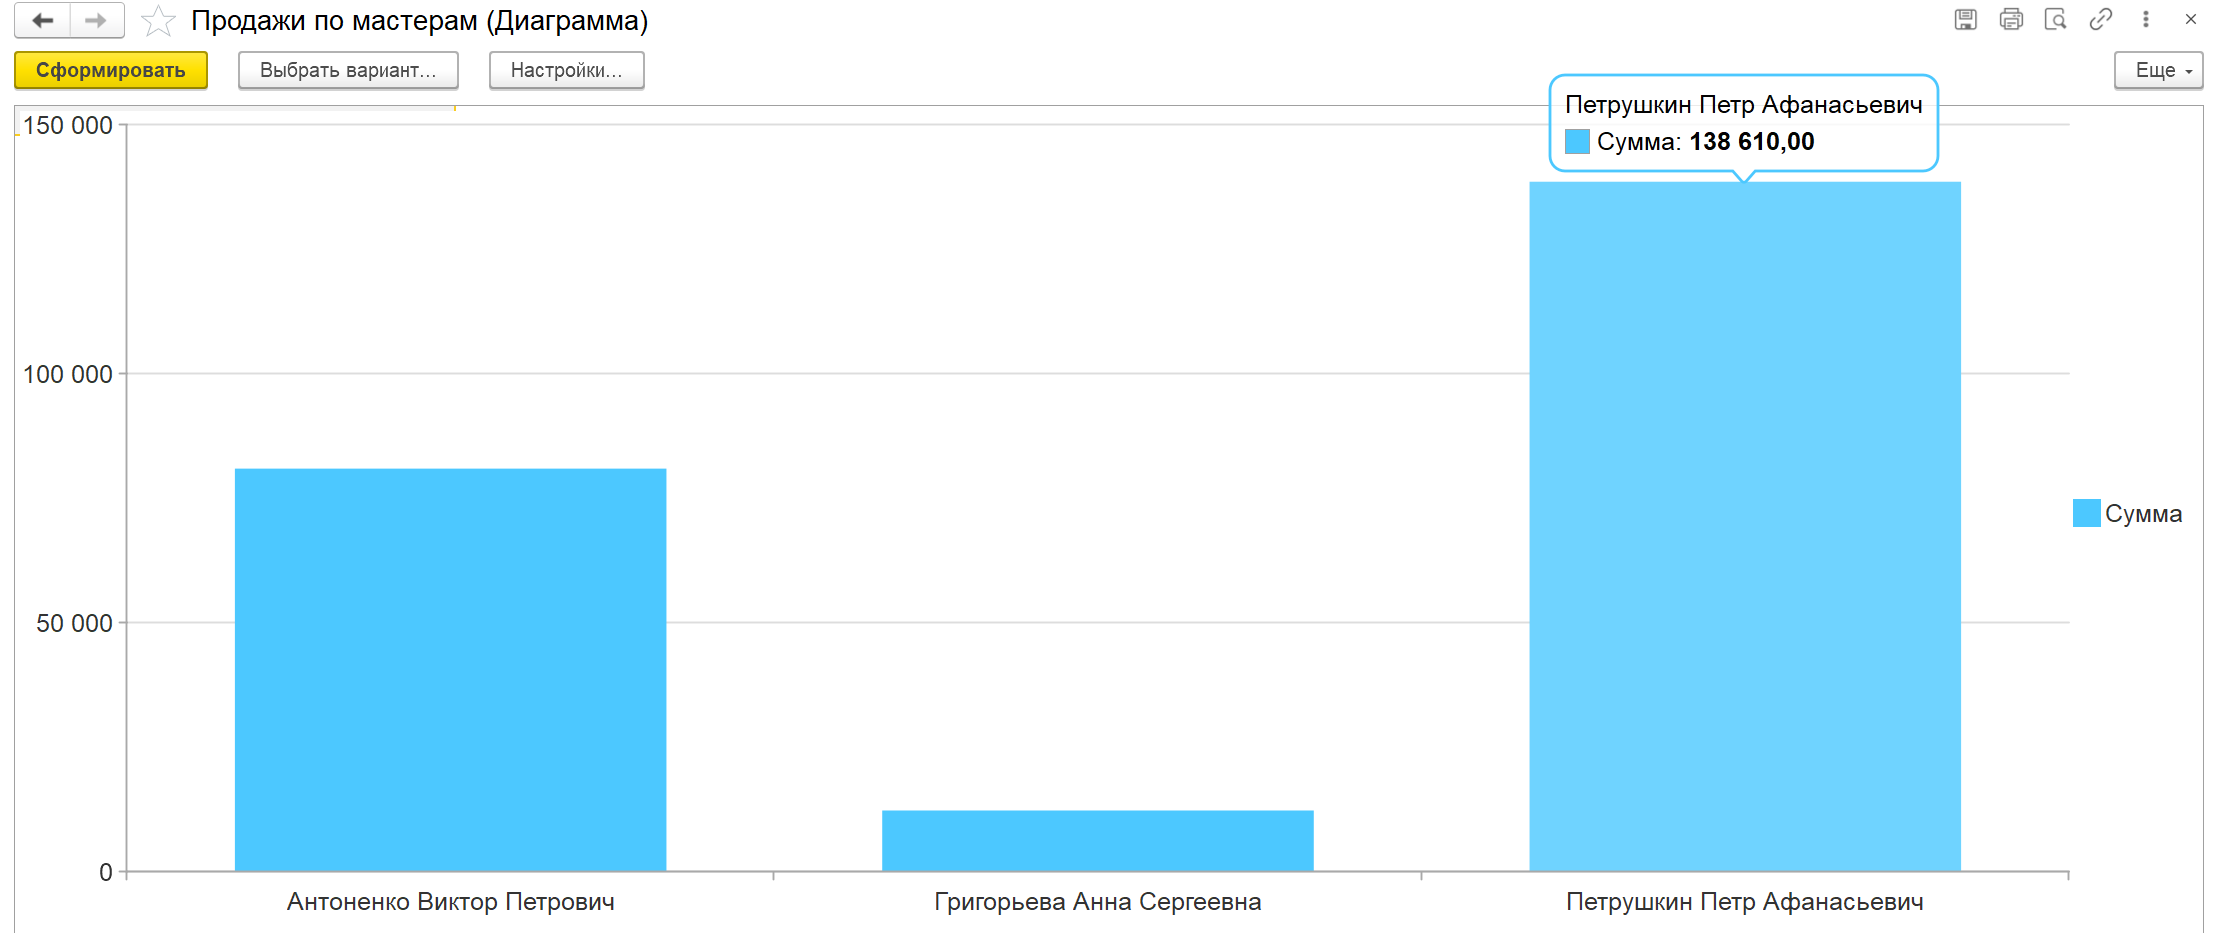 Продажи по мастерам (Диаграмма)
Сформировать
Выбрать вариант...
Настройки...
Еще
Петрушкин Петр Афанасьевич
Сумма: 138 610,00
150 000
100 000
50 000
0
Сумма
Антоненко Виктор Петрович
Григорьева Анна Сергеевна
Петрушкин Петр Афанасьевич